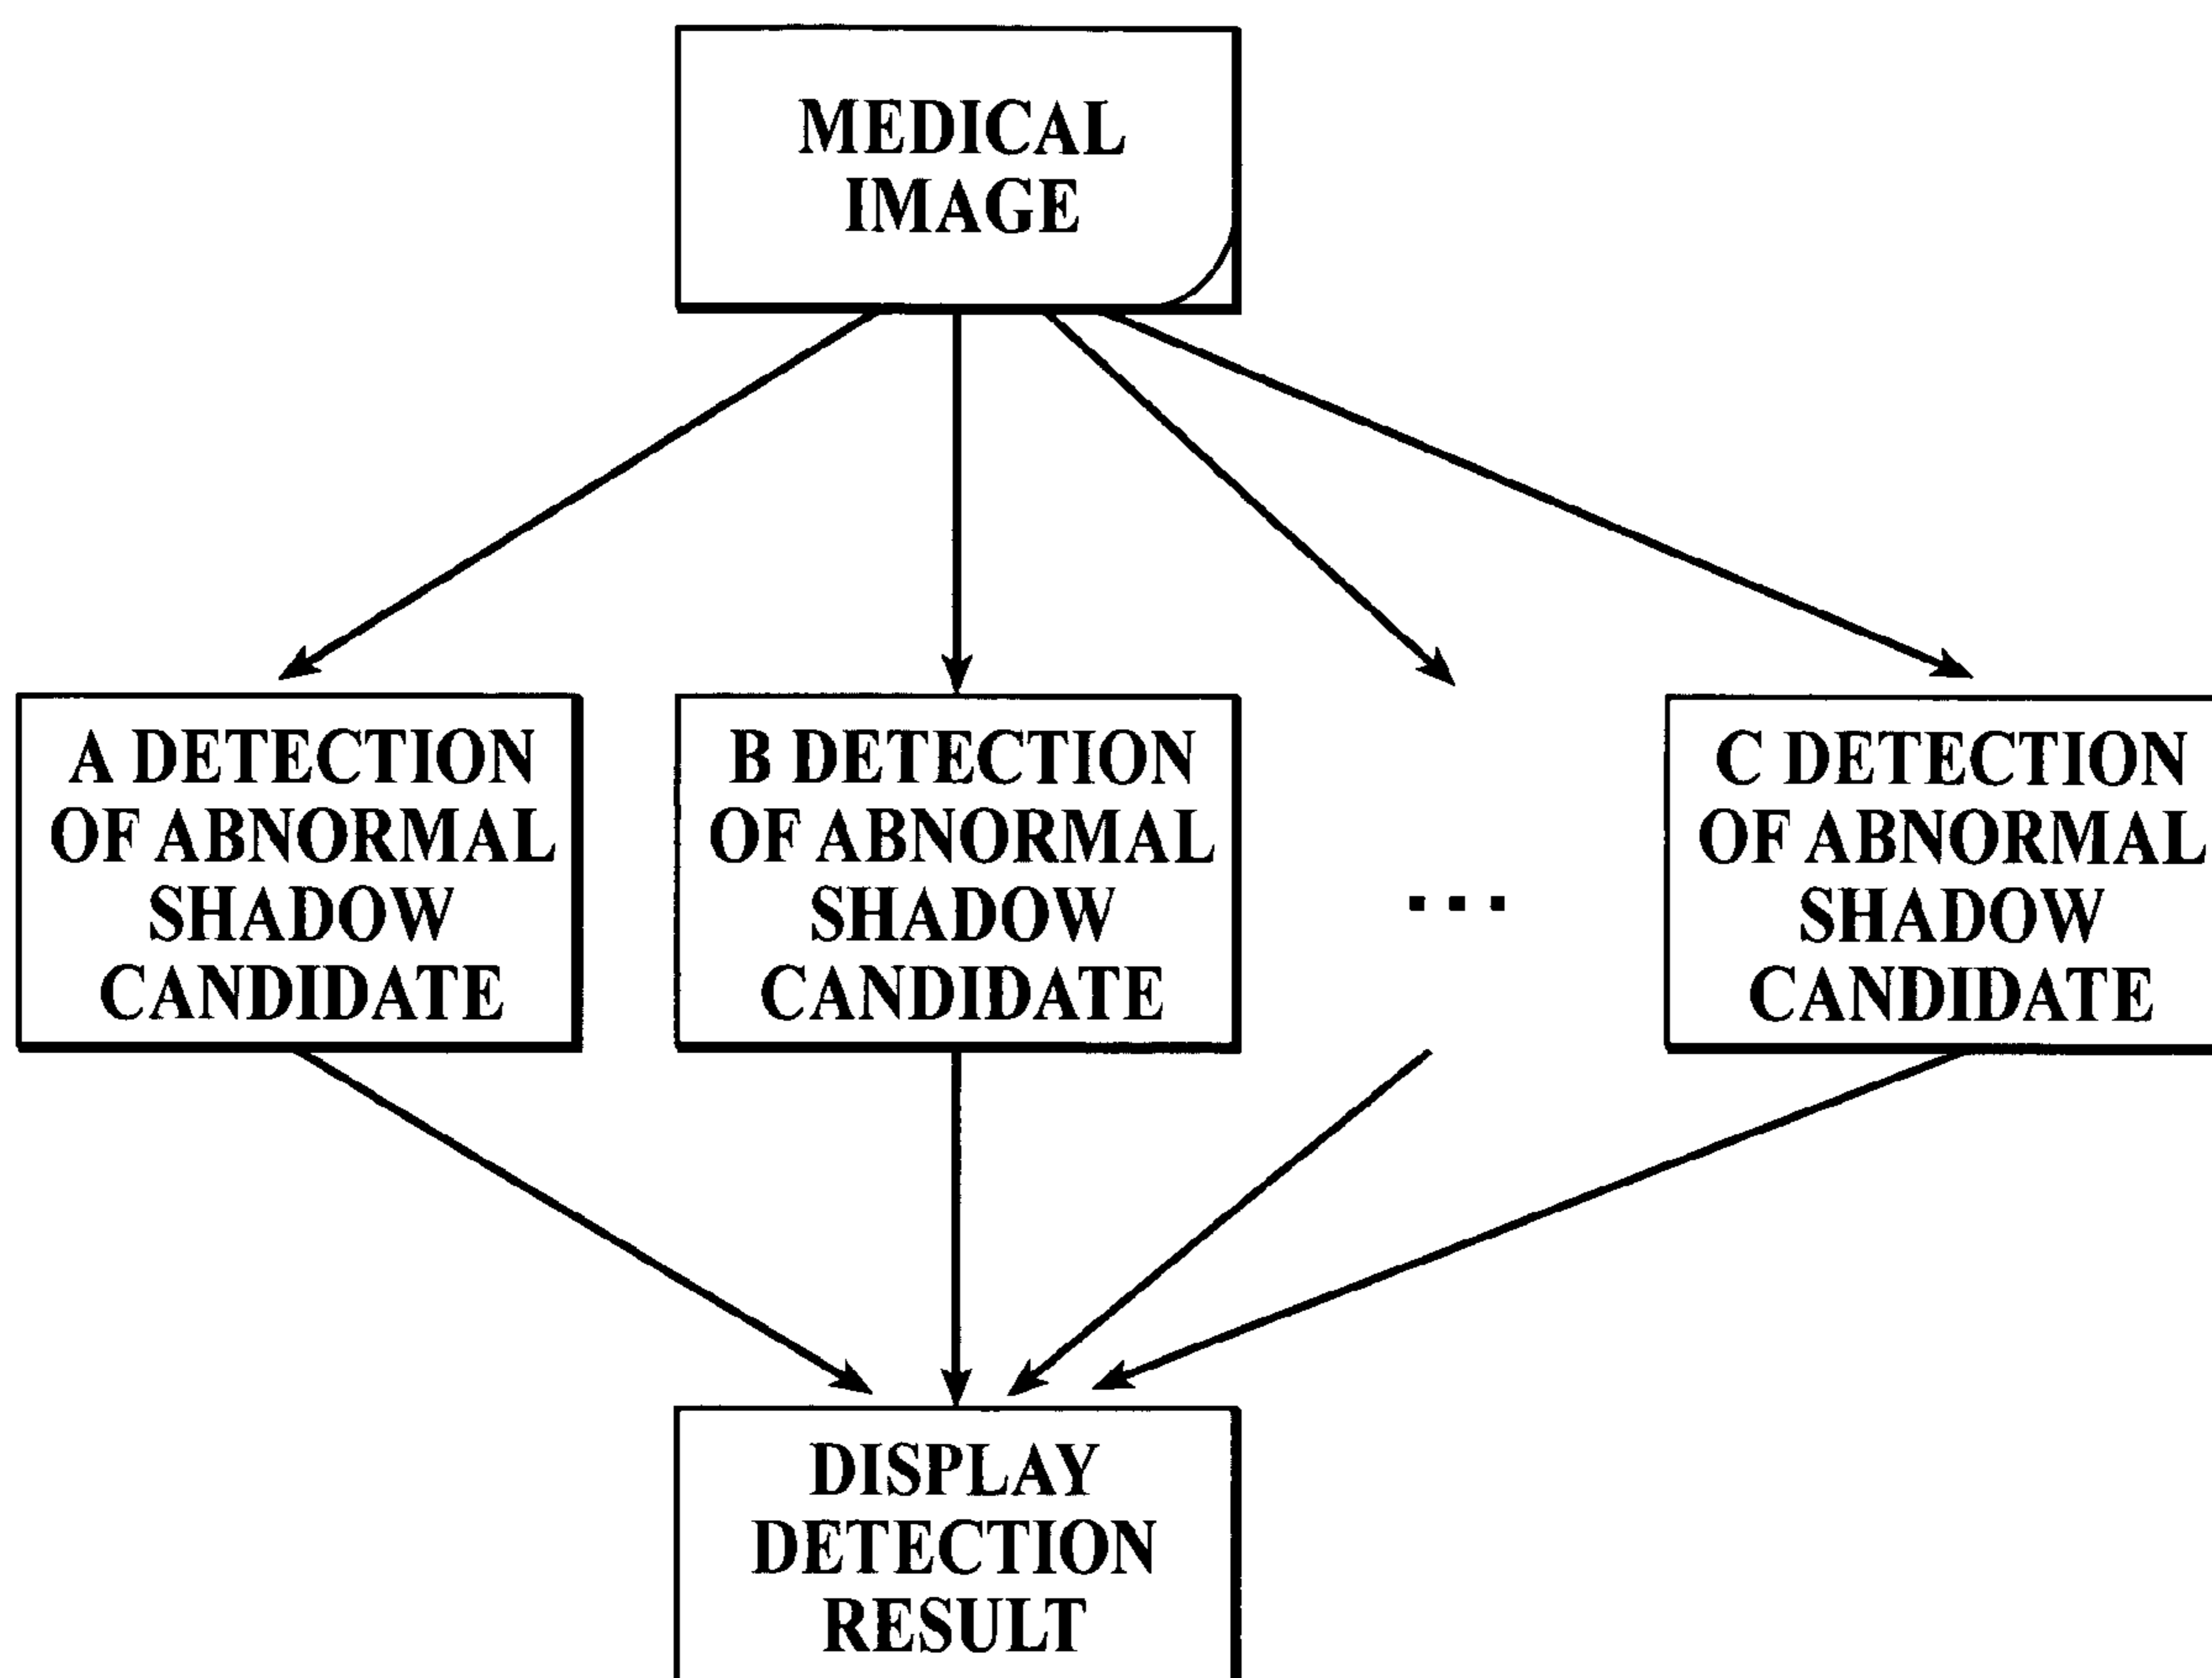 MEDICAL
IMAGE
A DETECTION
OF ABNORMAL
SHADOW
CANDIDATE
B DETECTION
OF ABNORMAL
SHADOW
CANDIDATE
...
C DETECTION
OF ABNORMAL
SHADOW
CANDIDATE
DISPLAY
DETECTION
RESULT